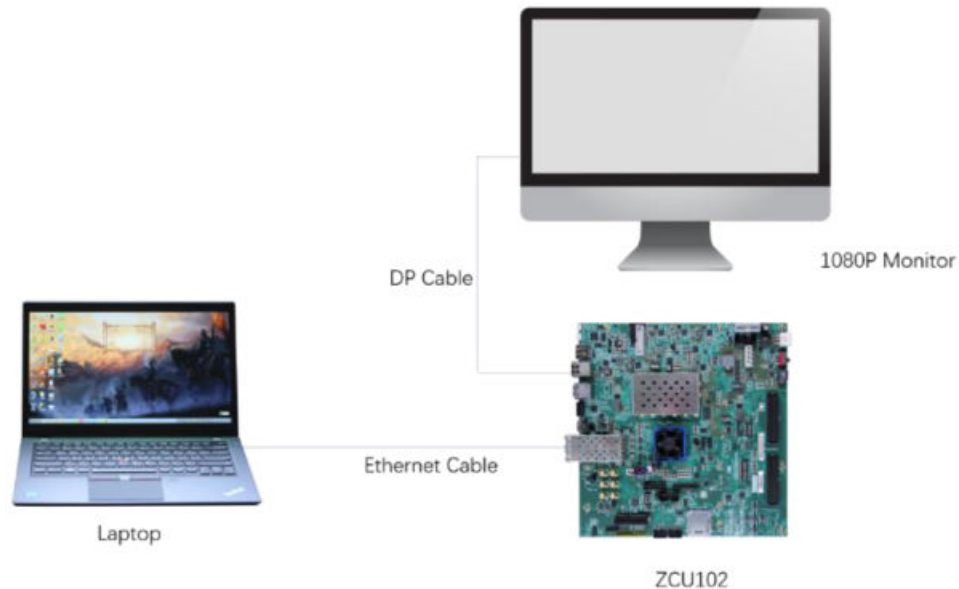 1080P Monitor
DP Cable
Ethernet Cable
Laptop
ZCU102